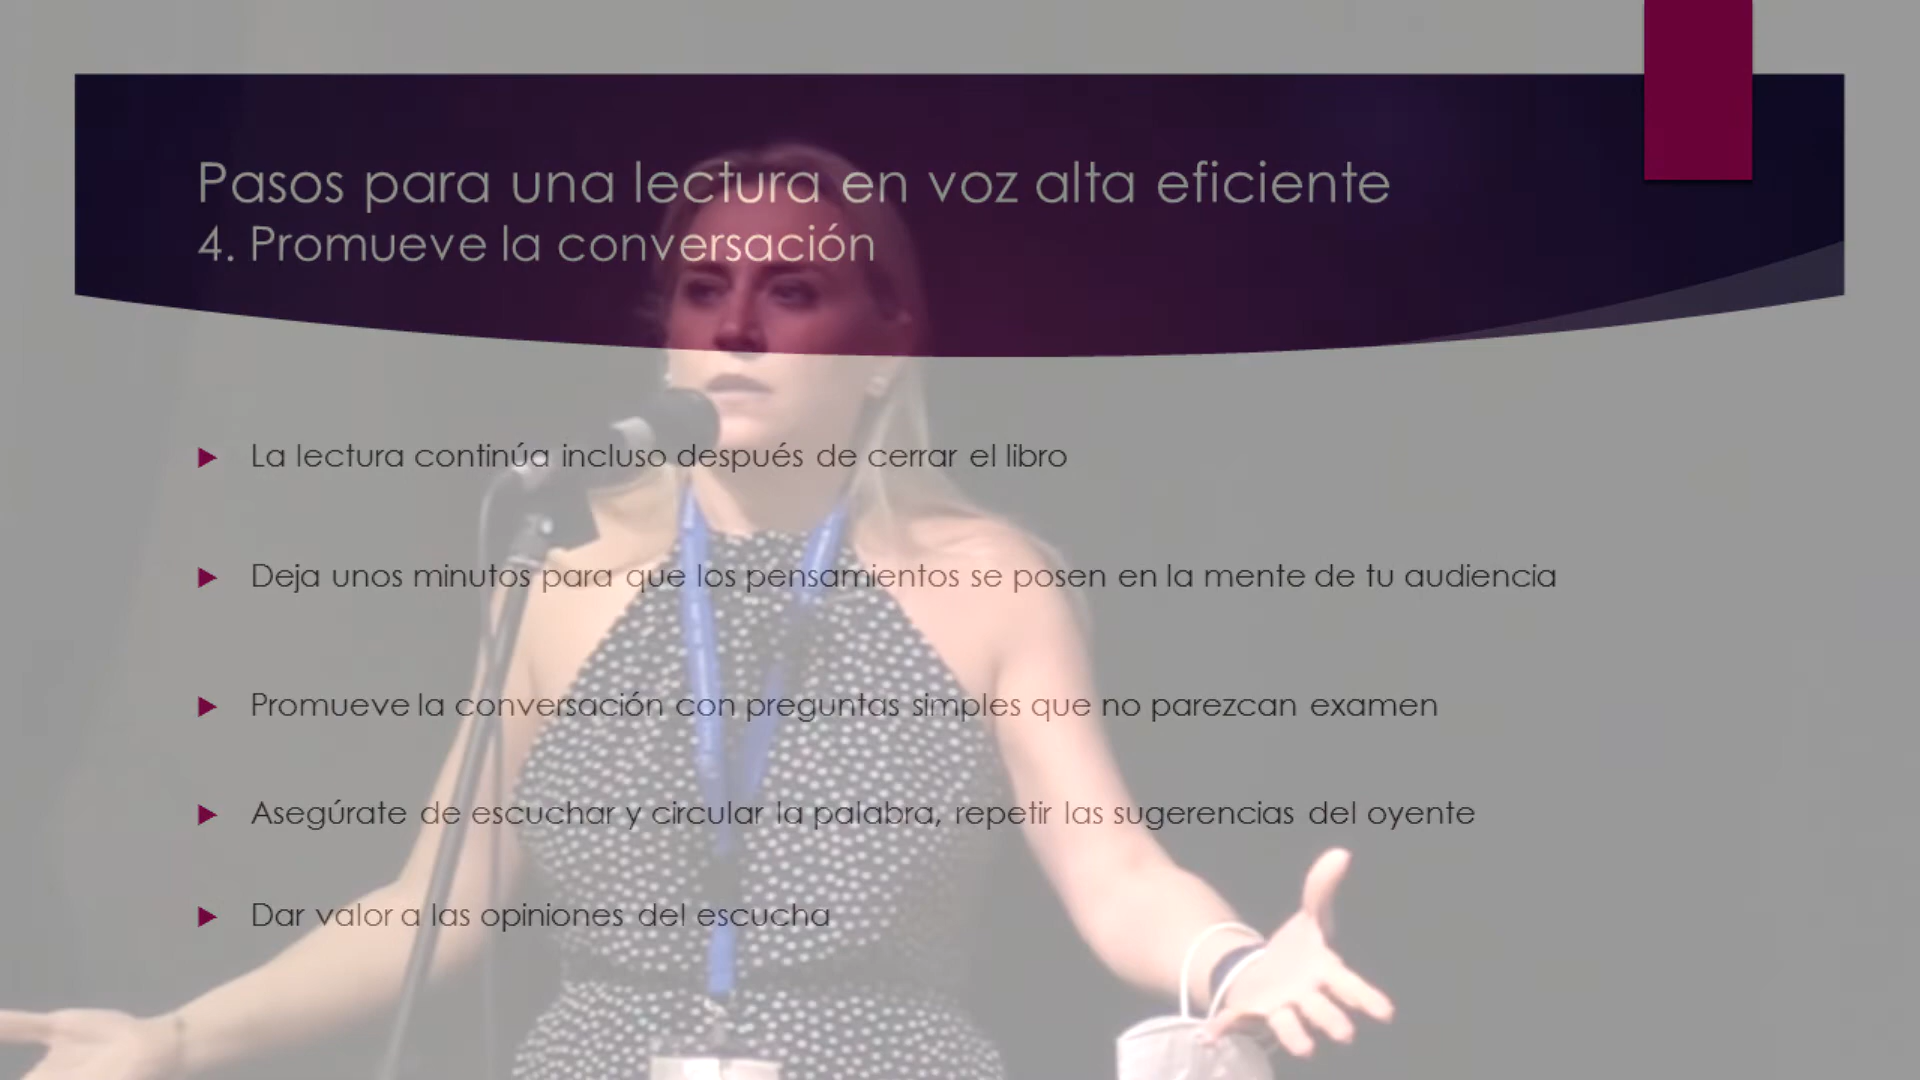 Pasos para una lectura en voz alta eficiente
4. Promueve la conversación
La lectura continúa incluso después de cerrar el libro
Deja unos minutos para que los pensamientos se posen en la mente de tu audiencia
Promueve la conversación con preguntas simples que no parezcan examen
Asegúrate de escuchar y circular la palabra, repetir las sugerencias del oyente
Dar valor a las opiniones del escucha